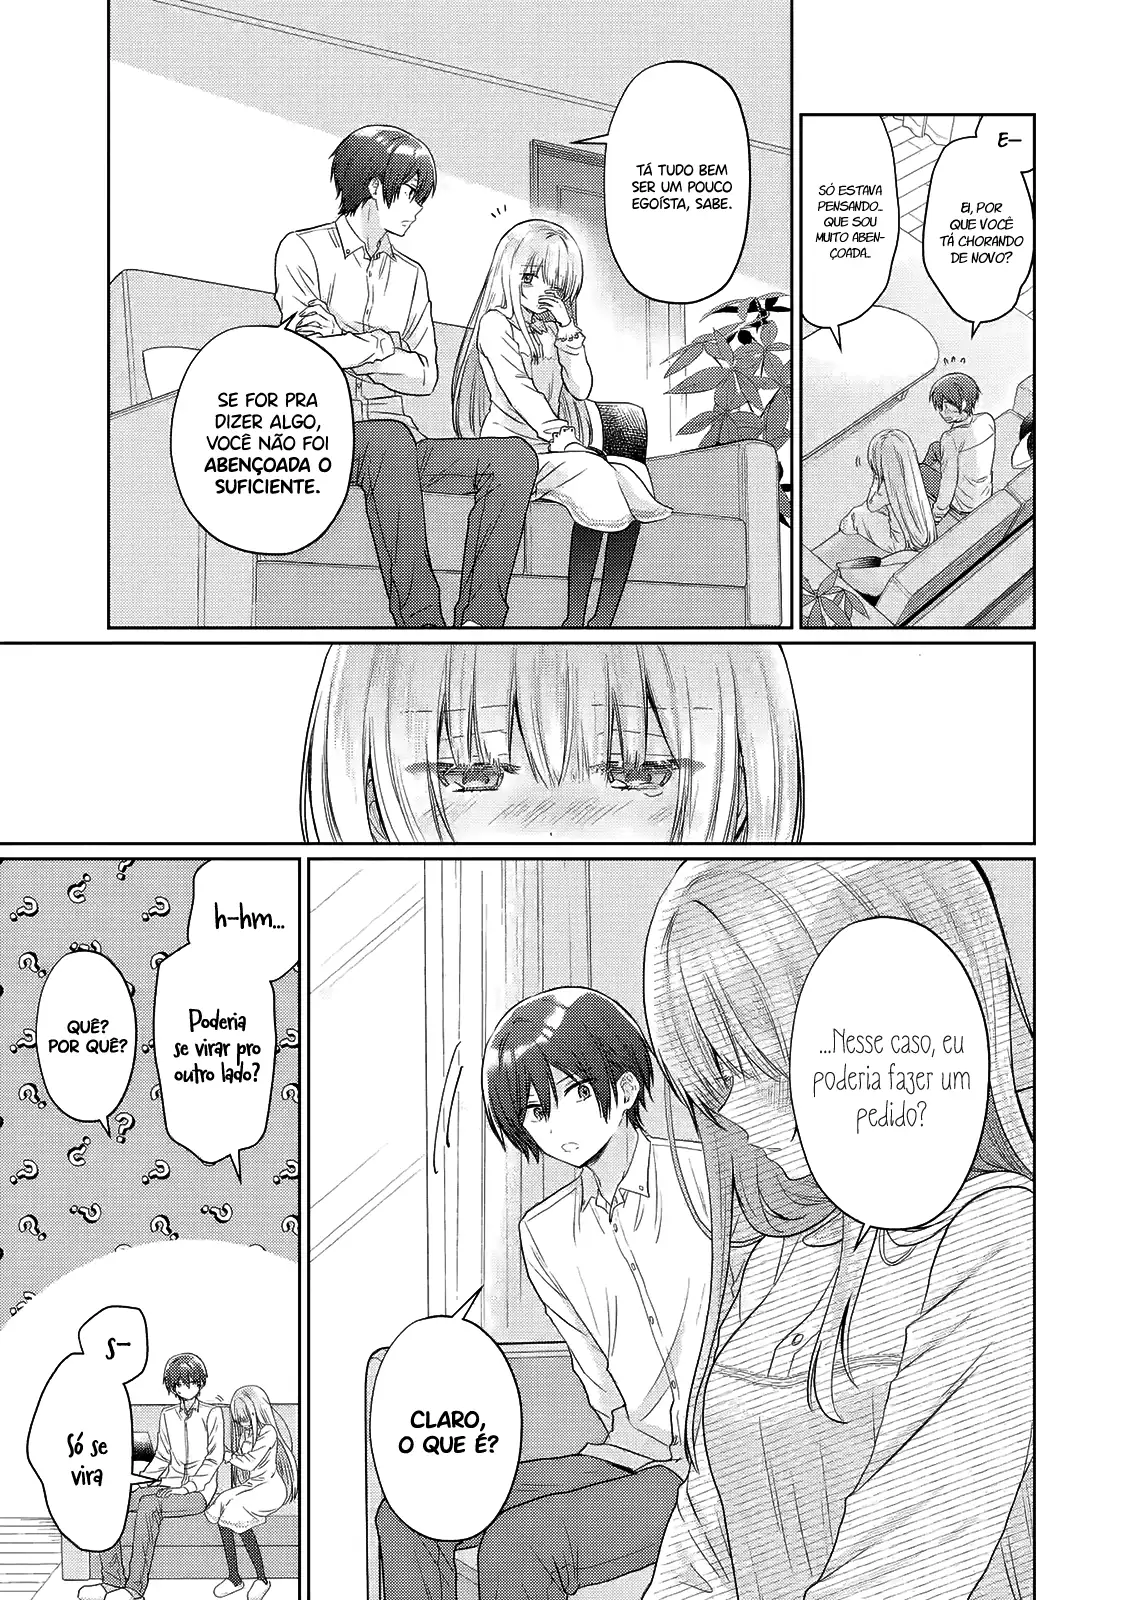 E—
EI, POR
QUE VOCÊ
TÁ CHORANDO
DE NOVO?
SÓ ESTAVA
PENSANDO...
QUE SOU
MUITO ABEN-
ÇOADA...
TÁ TUDO BEM
SER UM POUCO
EGOÍSTA, SABE.
SE FOR PRA
DIZER ALGO,
VOCÊ NÃO FOI
ABENÇOADA O
SUFICIENTE.
...Nesse caso, eu
poderia fazer um
pedido?
CLARO,
O QUE É?
h-hm...
Poderia
se virar pro
outro lado?
QUÊ?
POR QUÊ?
S—
Só se
vira